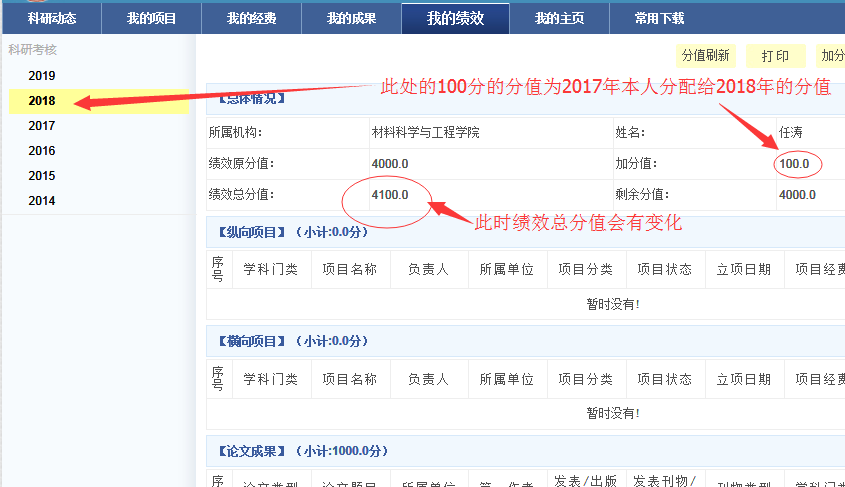 科研动态 我的项目 我的经费 我的成果 我的绩效 我的主页 常用下载
科研考核
2019
2018
2017
2016
2015
2014
分值刷新 打印 加分
此处的100分的分值为2017年本人分配给2018年的分值
【总体情况】
所属机构: 材料科学与工程学院 姓名: 任涛
绩效原分值: 4000.0 加分值: 100.0
绩效总分值: 4100.0 剩余分值: 4000.0
此时绩效总分值会有变化
【纵向项目】（小计:0.0分）
序号 学科门类 项目名称 负责人 所属单位 项目分类 项目状态 立项日期 项目经费
暂时没有!
【横向项目】（小计:0.0分）
序号 学科门类 项目名称 负责人 所属单位 项目分类 项目状态 立项日期 项目经费
暂时没有!
【论文成果】（小计:1000.0分）
序 论文类型 论文题目 所属单位 第一作者 发表/出版 发表刊物/ 刊物类型 学科门类